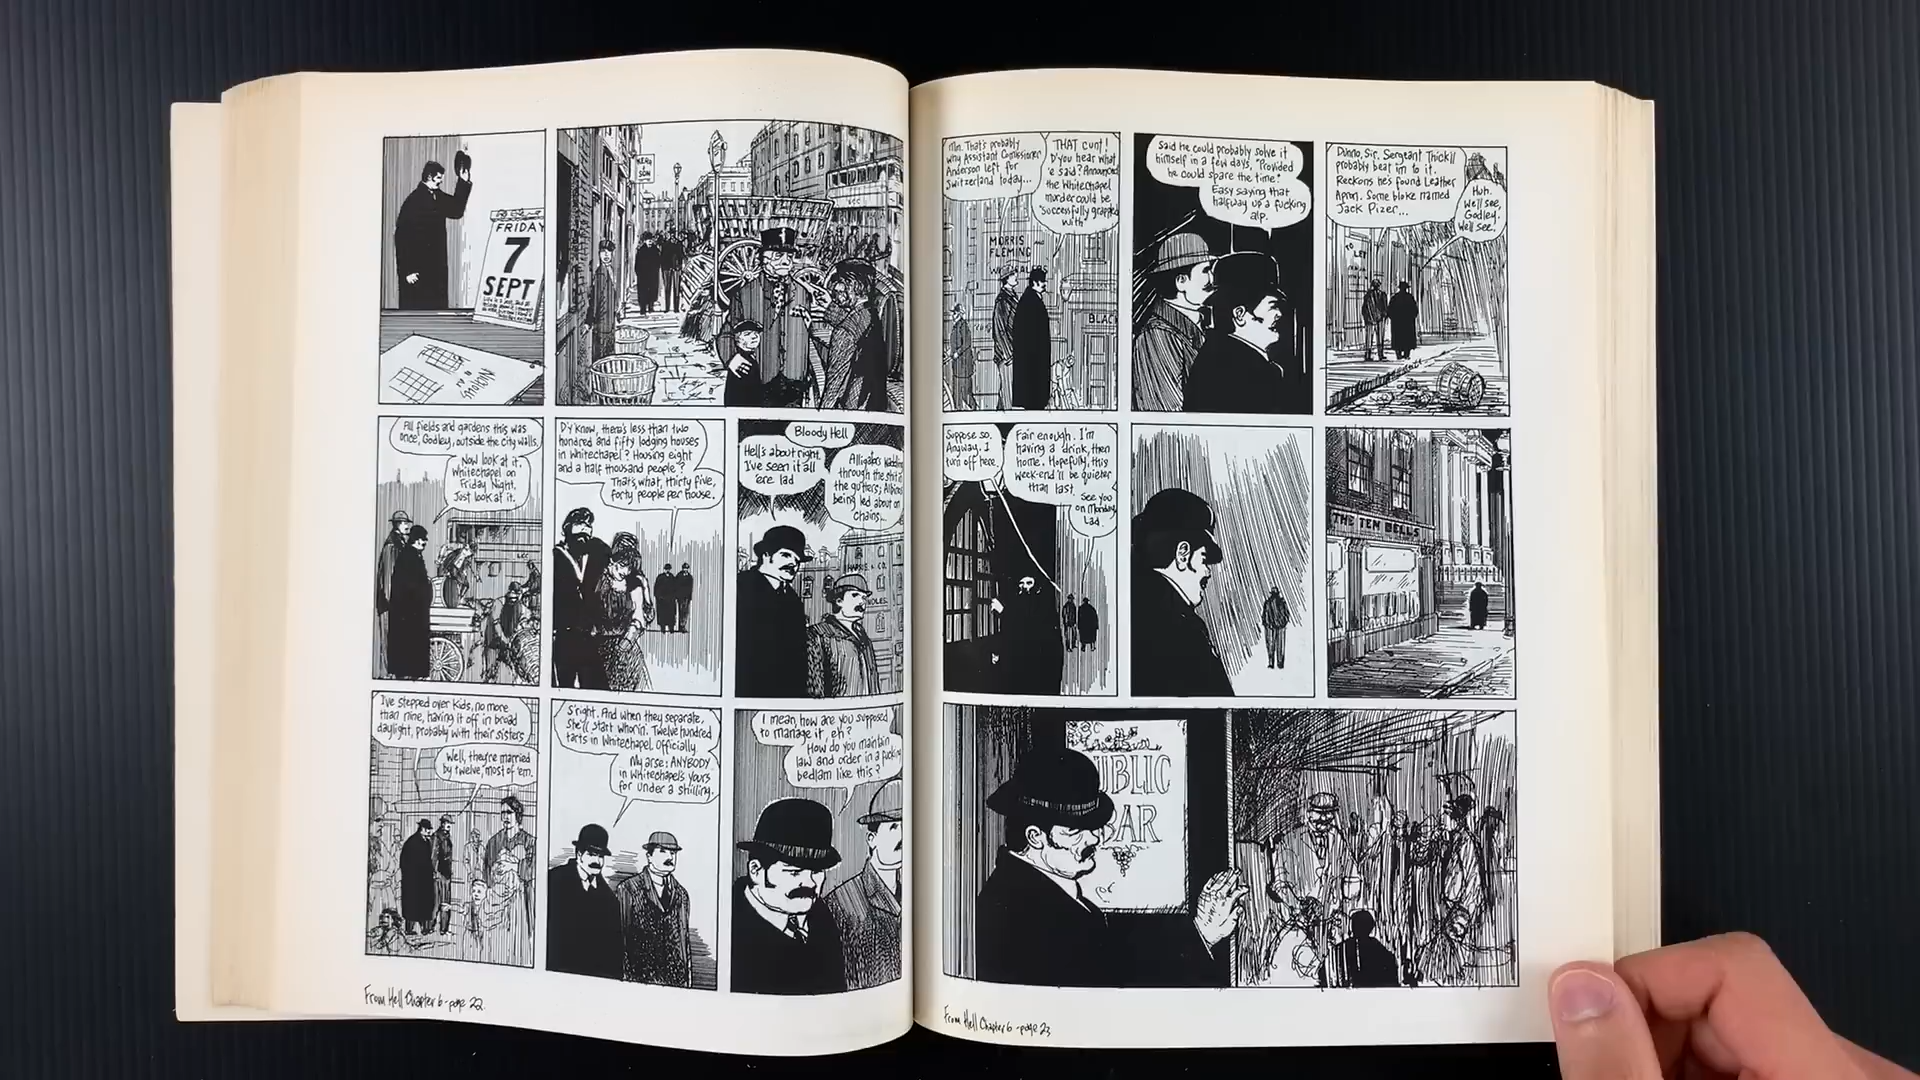 FRIDAY
7
SEPT
All fields and gardens this was
once, Godley, outside the city walls.
Now look at it.
Whitechapel on
Friday Night.
Just look at it.
D'y know, there's less than two
hundred and fifty lodging houses
in Whitechapel? Housing eight
and a half thousand people?
That's, what, thirty five,
forty people per house.
Bloody Hell
Hell's about right.
I've seen it all
'ere lad
Alligators
through the shit in
the gutters; Albinos
being led about on
chains...
I've stepped over kids, no more
than nine, having it off in broad
daylight, probably with their sisters
Well, they're married
by twelve, most of 'em.
S'right. And when they separate,
She'll start whorin'. Twelve hundred
tarts in Whitechapel, officially.
My arse: ANYBODY
in Whitechapel's yours
for under a shilling.
I mean, how are you supposed
to manage it, eh?
How do you maintain
law and order in a fucking
bedlam like this?
From Hell Chapter 6 - page 22.
Mm. That's probably
why Assistant Comissioner
Anderson left for
Switzerland today...
THAT cunt!
D'you hear what
'e said? Announced
the Whitechapel
murder could be
"Successfully grappled
with"
MORRIS
FLEMING
BLAC
Said he could probably solve it
himself in a few days, "Provided
he could spare the time."
Easy saying that
halfway up a fucking
alp.
Dunno, Sir. Sergeant Thick'll
probably beat im to it.
Reckons he's found Leather
Apron. Some bloke named
Jack Pizer...
Huh.
We'll see,
Godley.
We'll see.
TO
LET
Suppose so.
Anyway, I
turn off here.
Fair enough. I'm
having a drink, then
home. Hopefully, this
week-end'll be quieter
than last.
See you
on Monday,
Lad.
THE TEN BELLS
UBLIC
BAR
From Hell Chapter 6 - page 23